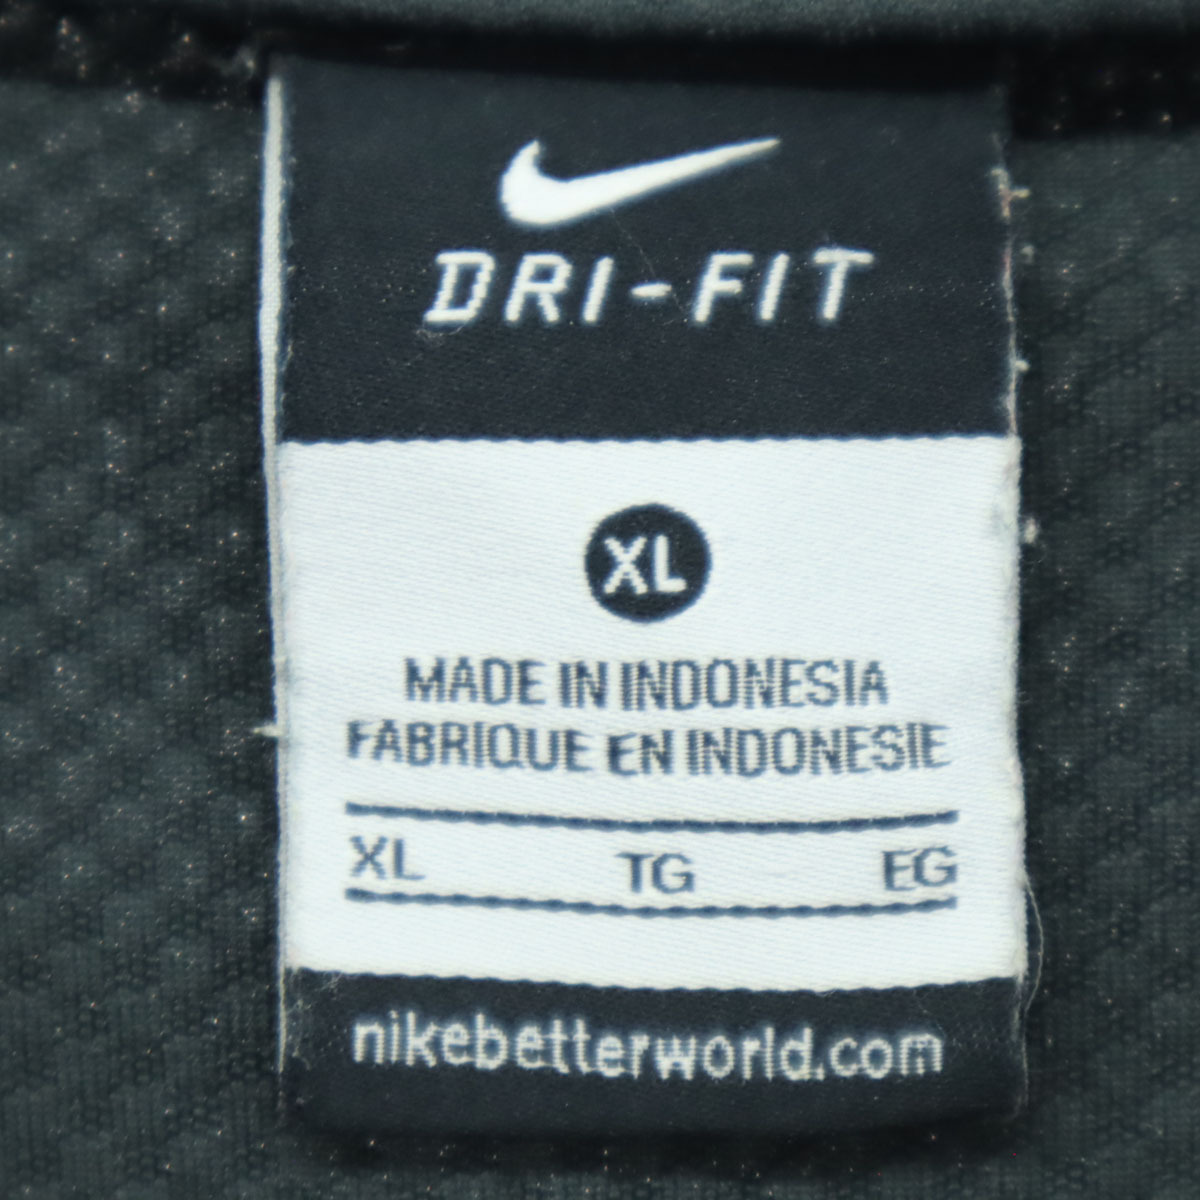 DRI-FIT
XL
MADE IN INDONESIA
FABRIQUE EN INDONESIE
XL TG EG
nikebetterworld.com